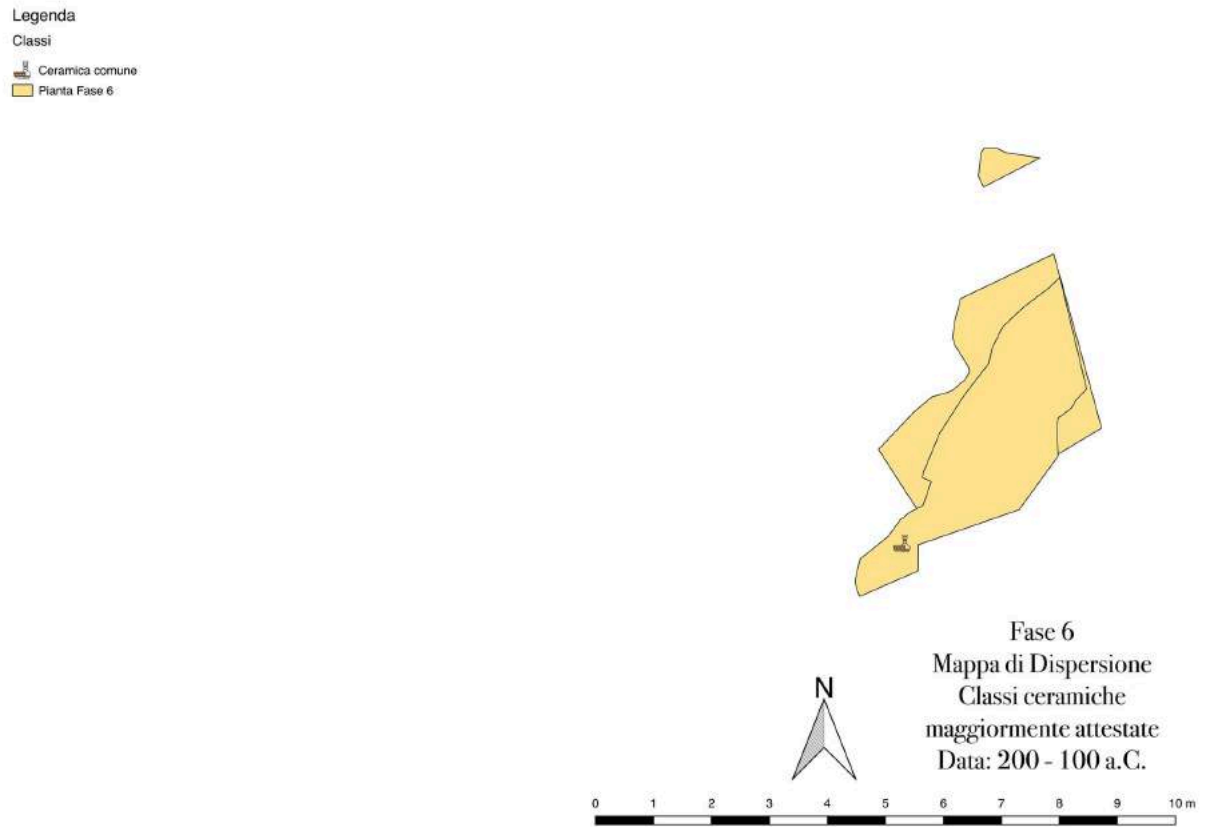 Legenda
Classi
Ceramica comune
Pianta Fase 6
Fase 6
Mappa di Dispersione
Classi ceramiche
maggiormente attestate
Data: 200 - 100 a.C.
N
0 1 2 3 4 5 6 7 8 9 10 m